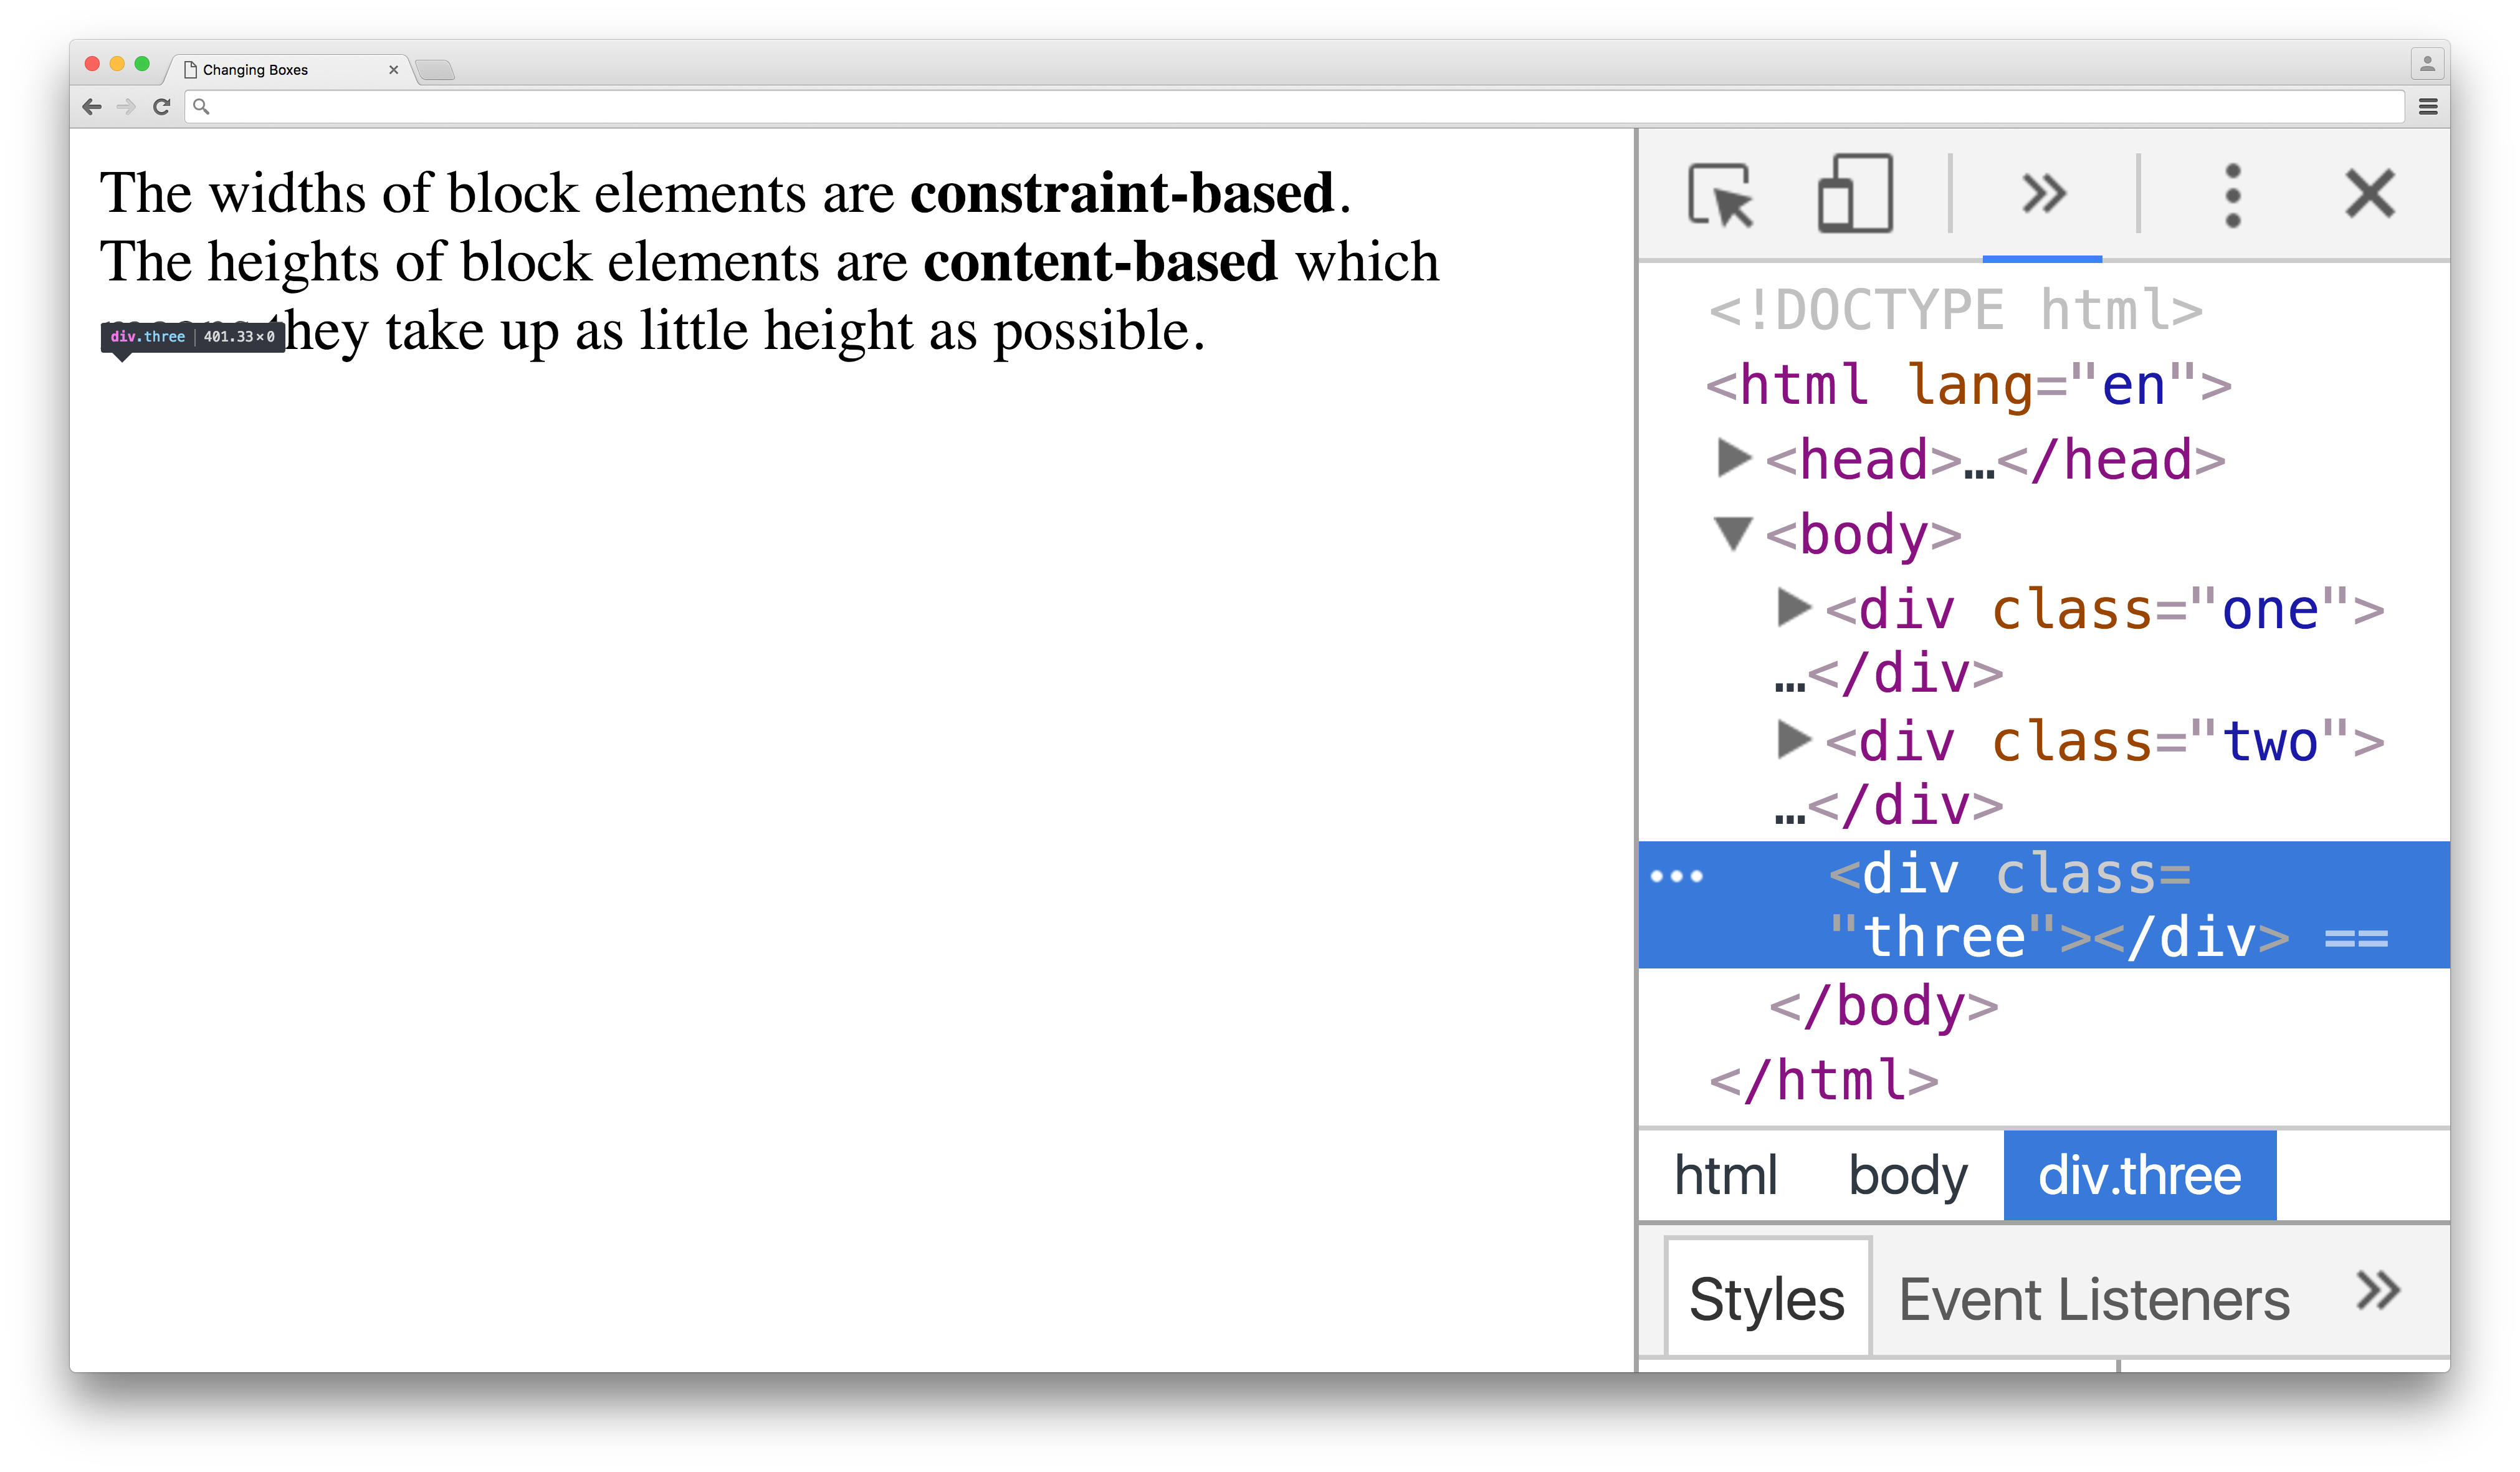 Changing Boxes
The widths of block elements are constraint-based.
The heights of block elements are content-based which
they take up as little height as possible.
div.three 401.33×0
<!DOCTYPE html>
<html lang="en">
<head>…</head>
<body>
<div class="one">
…</div>
<div class="two">
…</div>
<div class=
"three"></div> ==
</body>
</html>
html body div.three
Styles Event Listeners